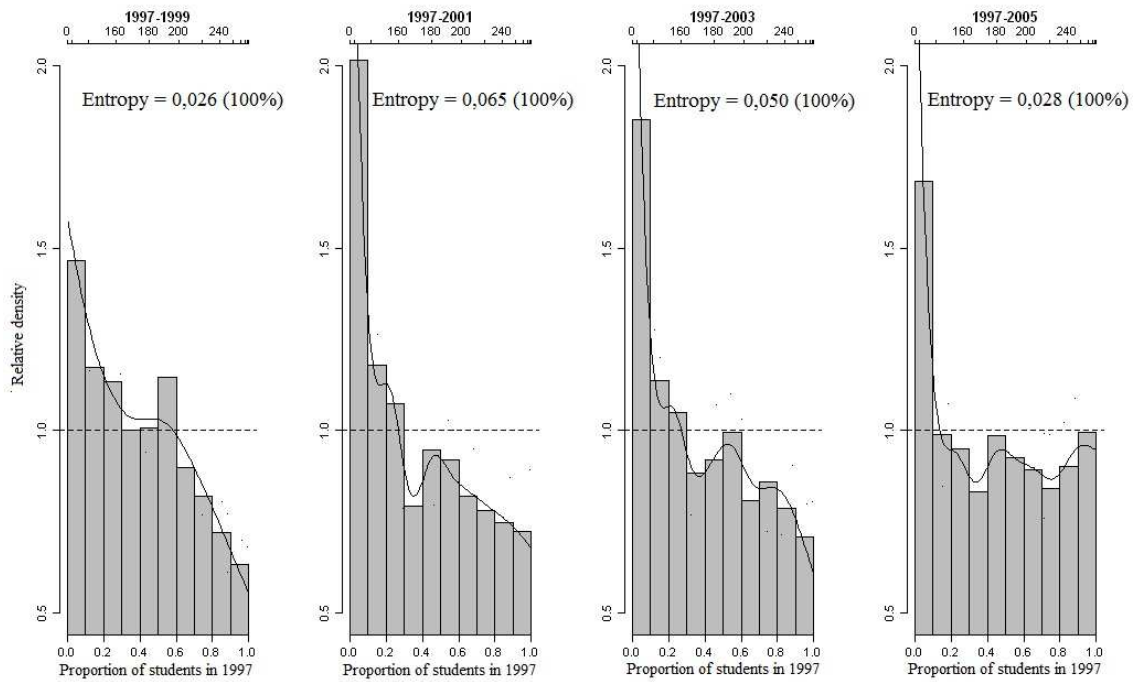 1997-1999
0 160 200 240
Entropy = 0,026 (100%)
2.0
1.5
1.0
0.5
Relative density
0.0 0.2 0.4 0.6 0.8 1.0
Proportion of students in 1997
1997-2001
0 160 180 200 240
Entropy = 0,065 (100%)
2.0
1.5
1.0
0.5
0.0 0.2 0.4 0.6 0.8 1.0
Proportion of students in 1997
1997-2003
0 160 180 200 240
Entropy = 0,050 (100%)
2.0
1.5
1.0
0.5
0.0 0.2 0.4 0.6 0.8 1.0
Proportion of students in 1997
1997-2005
0 160 180 200 240
Entropy = 0,028 (100%)
2.0
1.5
1.0
0.5
0.0 0.2 0.4 0.6 0.8 1.0
Proportion of students in 1997